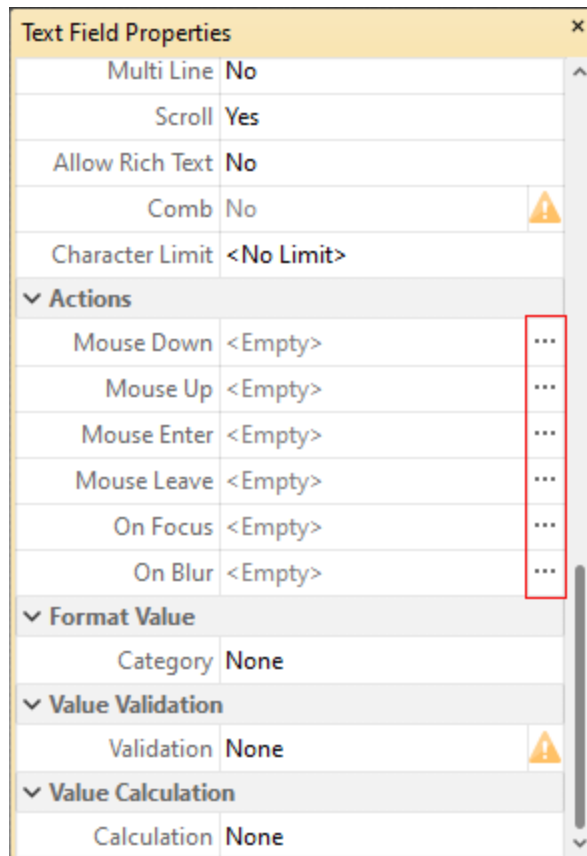 Text Field Properties
Multi Line No
Scroll Yes
Allow Rich Text No
Comb No
Character Limit <No Limit>
Actions
Mouse Down <Empty> ...
Mouse Up <Empty> ...
Mouse Enter <Empty> ...
Mouse Leave <Empty> ...
On Focus <Empty> ...
On Blur <Empty> ...
Format Value
Category None
Value Validation
Validation None
Value Calculation
Calculation None